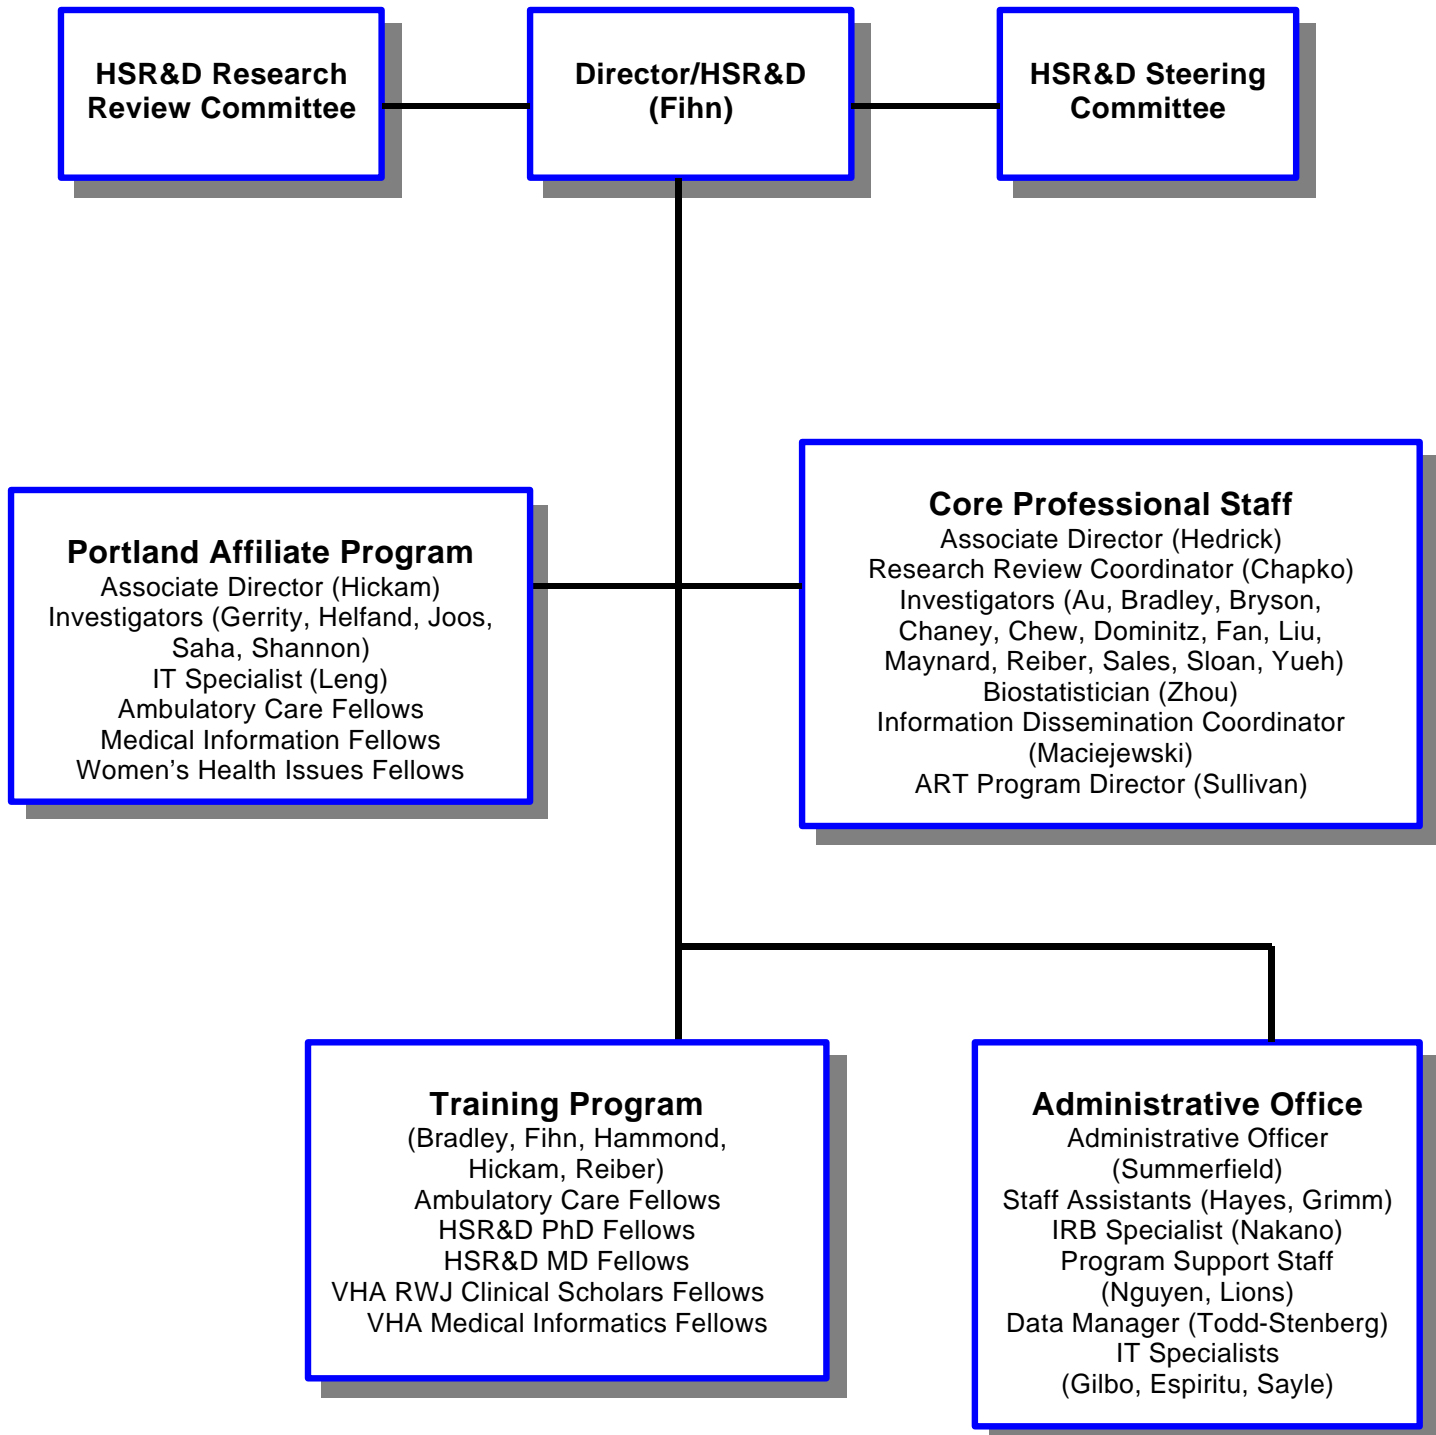 HSR&D Research
Review Committee
Director/HSR&D
(Fihn)
HSR&D Steering
Committee
Portland Affiliate Program
Associate Director (Hickam)
Investigators (Gerrity, Helfand, Joos,
Saha, Shannon)
IT Specialist (Leng)
Ambulatory Care Fellows
Medical Information Fellows
Women's Health Issues Fellows
Core Professional Staff
Associate Director (Hedrick)
Research Review Coordinator (Chapko)
Investigators (Au, Bradley, Bryson,
Chaney, Chew, Dominitz, Fan, Liu,
Maynard, Reiber, Sales, Sloan, Yueh)
Biostatistician (Zhou)
Information Dissemination Coordinator
(Maciejewski)
ART Program Director (Sullivan)
Training Program
(Bradley, Fihn, Hammond,
Hickam, Reiber)
Ambulatory Care Fellows
HSR&D PhD Fellows
HSR&D MD Fellows
VHA RWJ Clinical Scholars Fellows
VHA Medical Informatics Fellows
Administrative Office
Administrative Officer
(Summerfield)
Staff Assistants (Hayes, Grimm)
IRB Specialist (Nakano)
Program Support Staff
(Nguyen, Lions)
Data Manager (Todd-Stenberg)
IT Specialists
(Gilbo, Espiritu, Sayle)